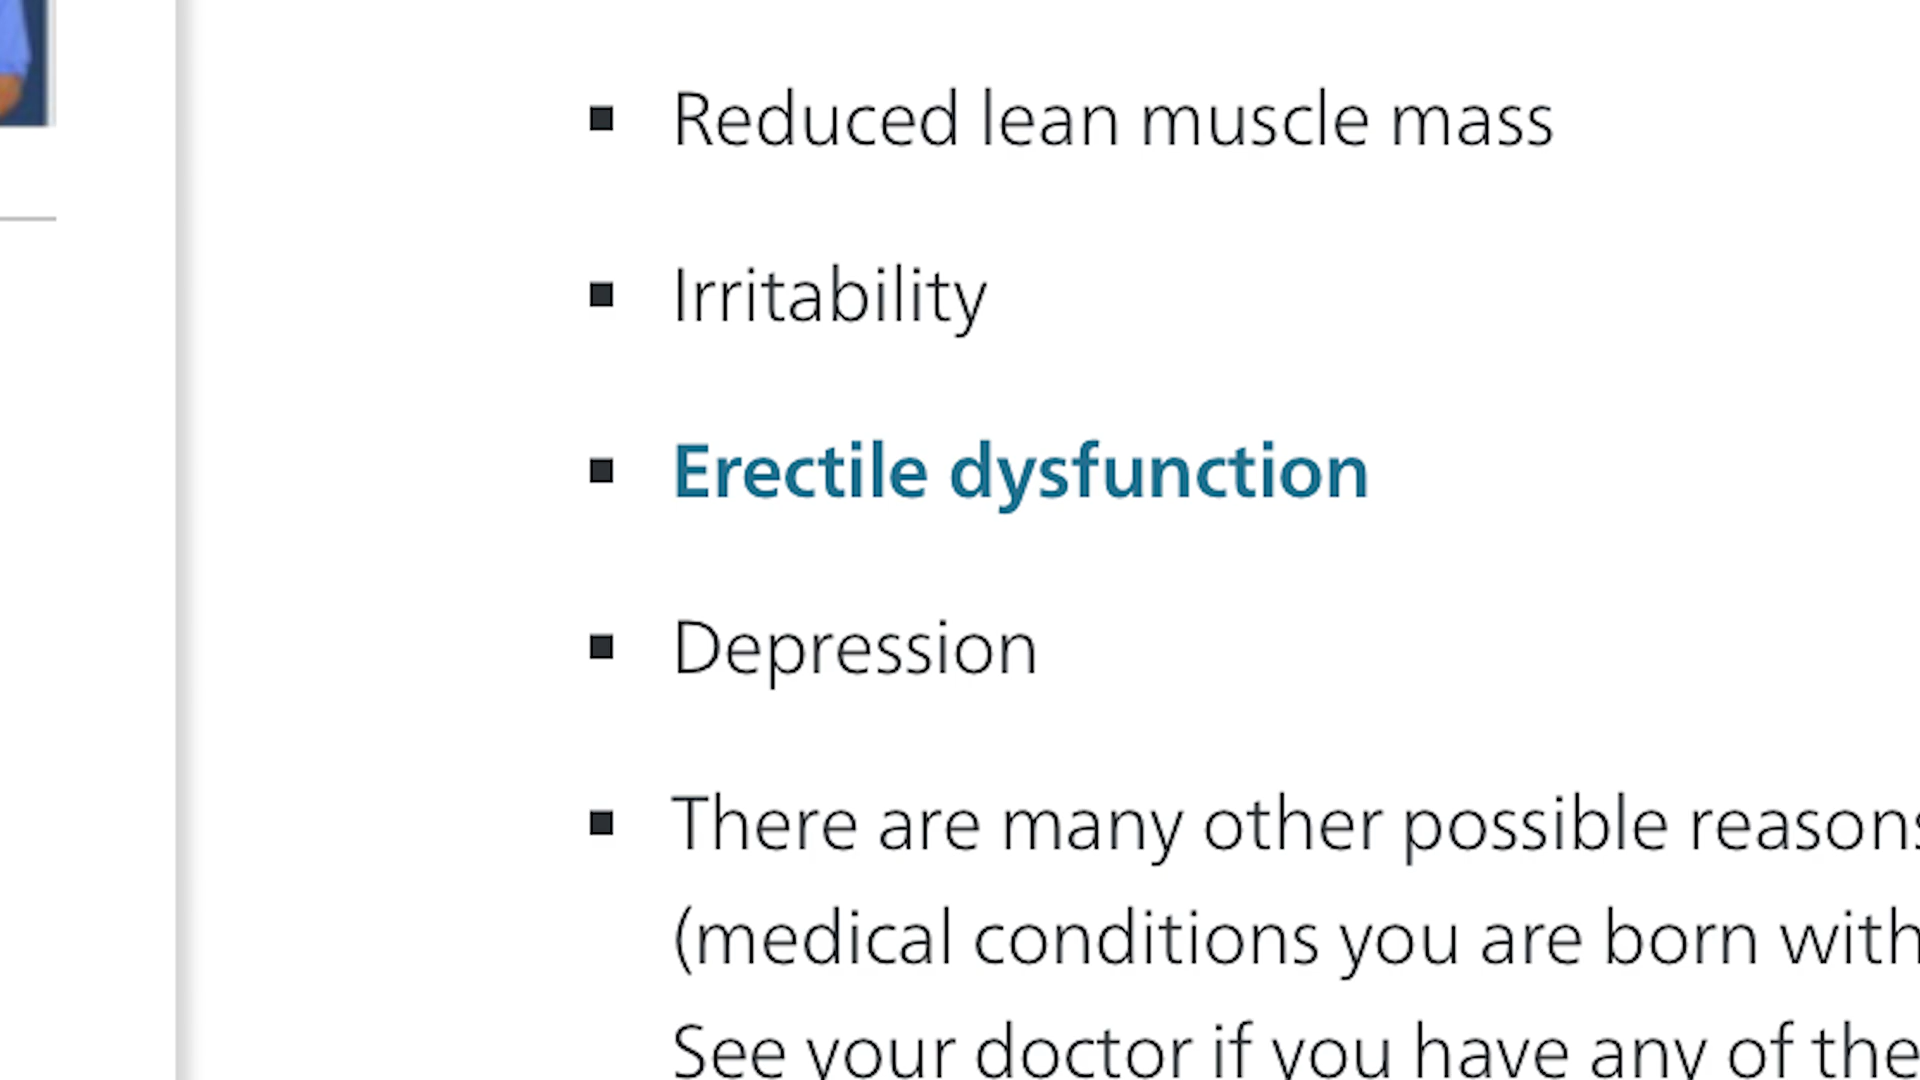 Reduced lean muscle mass
Irritability
Erectile dysfunction
Depression
There are many other possible reasons
(medical conditions you are born with
See your doctor if you have any of the